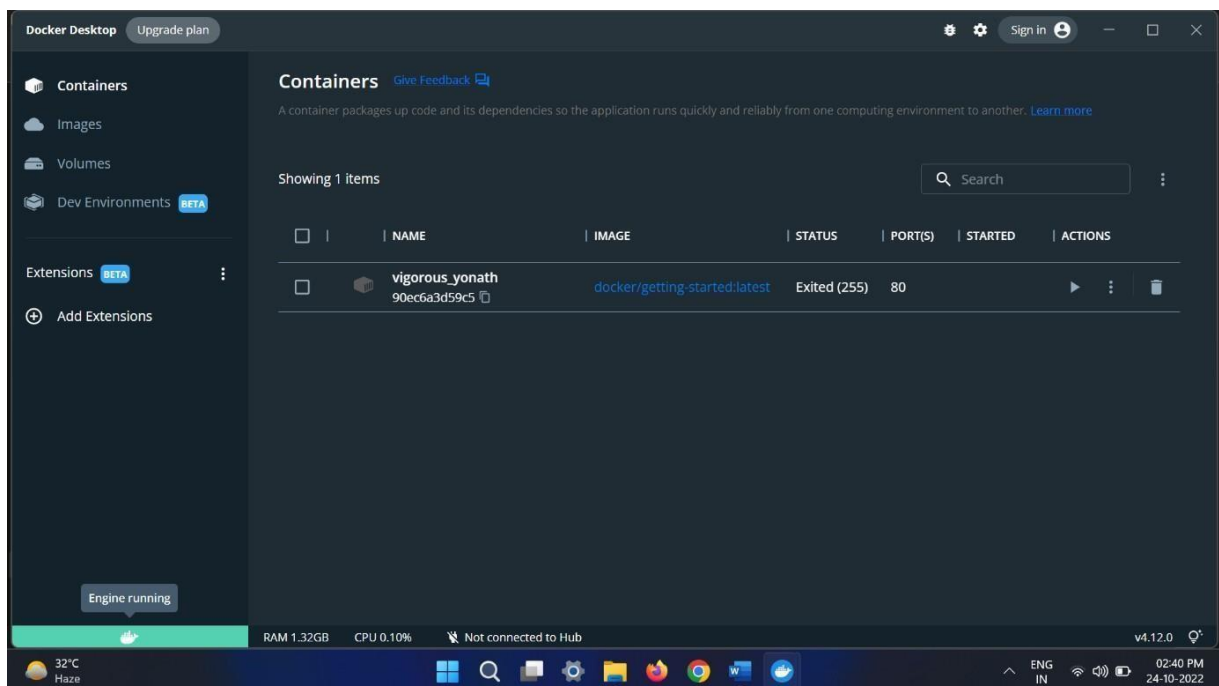 Docker Desktop Upgrade plan Sign in
Containers
Images
Volumes
Dev Environments BETA
Extensions BETA
Add Extensions
Containers Give Feedback
A container packages up code and its dependencies so the application runs quickly and reliably from one computing environment to another. Learn more
Showing 1 items Search
NAME IMAGE STATUS PORT(S) STARTED ACTIONS
vigorous_yonath docker/getting-started:latest Exited (255) 80
90ec6a3d59c5
Engine running
RAM 1.32GB CPU 0.10% Not connected to Hub v4.12.0
32°C ENG 02:40 PM
Haze IN 24-10-2022